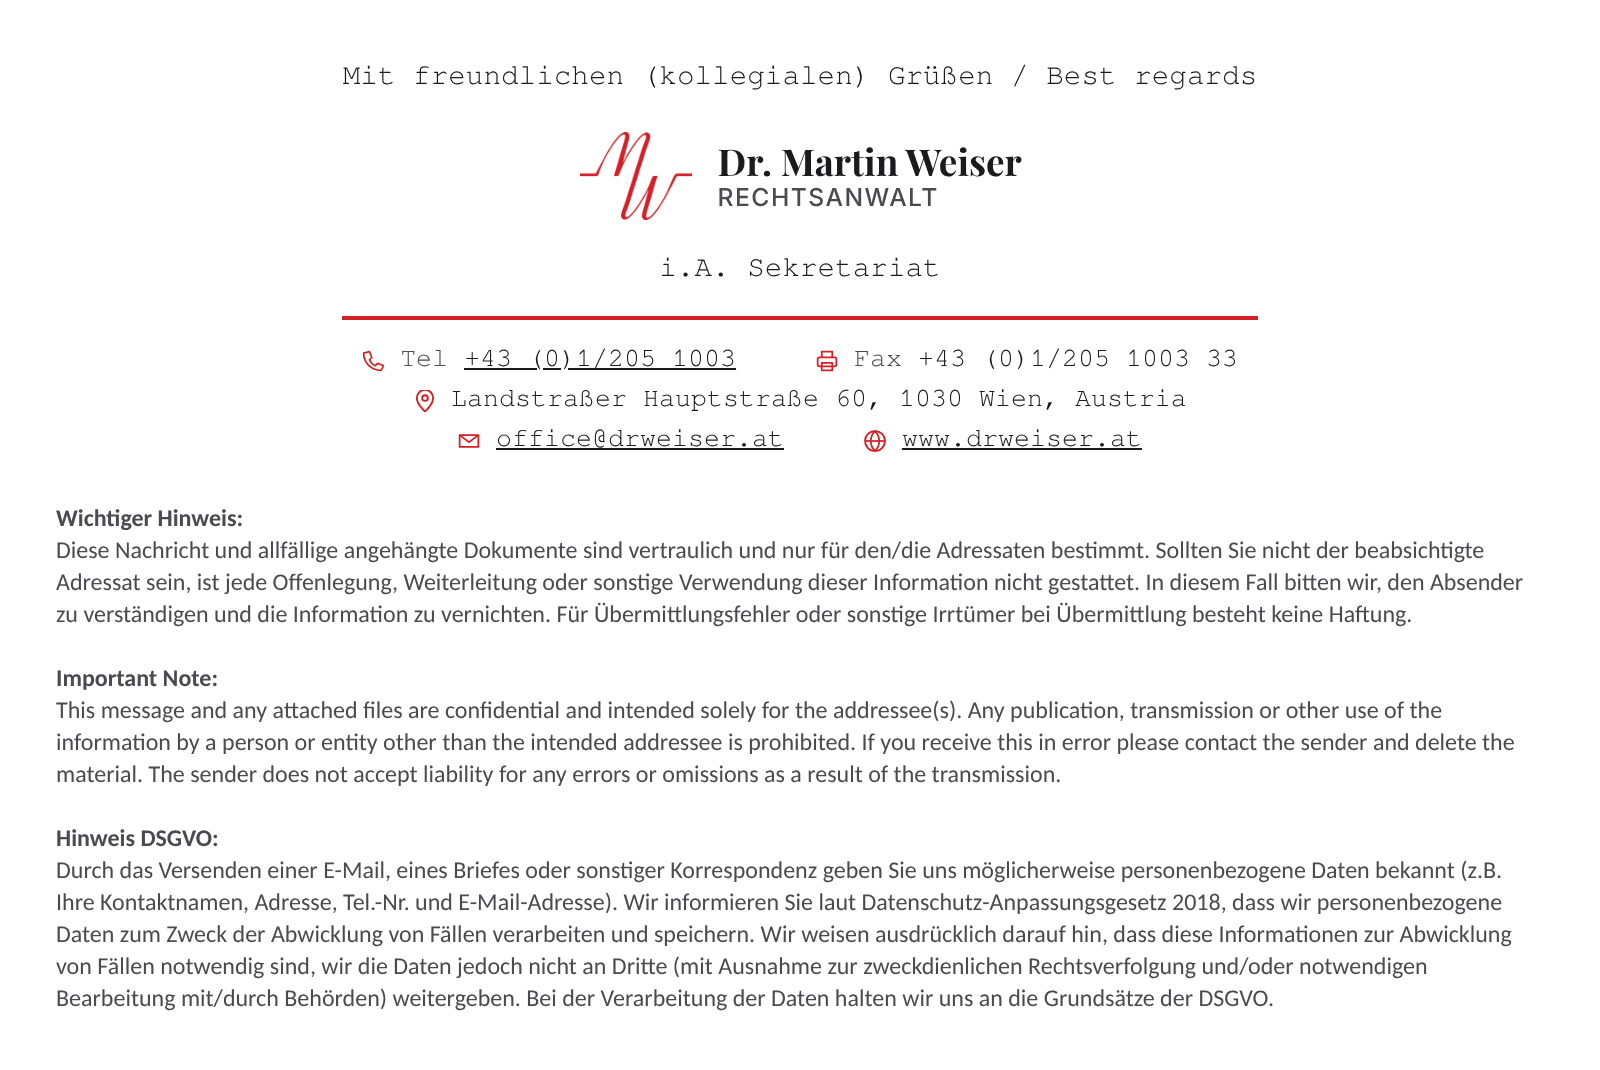 Mit freundlichen (kollegialen) Grüßen / Best regards
MW
Dr. Martin Weiser
RECHTSANWALT
i.A. Sekretariat
Tel +43 (0)1/205 1003 Fax +43 (0)1/205 1003 33
Landstraßer Hauptstraße 60, 1030 Wien, Austria
office@drweiser.at www.drweiser.at
Wichtiger Hinweis:
Diese Nachricht und allfällige angehängte Dokumente sind vertraulich und nur für den/die Adressaten bestimmt. Sollten Sie nicht der beabsichtigte
Adressat sein, ist jede Offenlegung, Weiterleitung oder sonstige Verwendung dieser Information nicht gestattet. In diesem Fall bitten wir, den Absender
zu verständigen und die Information zu vernichten. Für Übermittlungsfehler oder sonstige Irrtümer bei Übermittlung besteht keine Haftung.
Important Note:
This message and any attached files are confidential and intended solely for the addressee(s). Any publication, transmission or other use of the
information by a person or entity other than the intended addressee is prohibited. If you receive this in error please contact the sender and delete the
material. The sender does not accept liability for any errors or omissions as a result of the transmission.
Hinweis DSGVO:
Durch das Versenden einer E-Mail, eines Briefes oder sonstiger Korrespondenz geben Sie uns möglicherweise personenbezogene Daten bekannt (z.B.
Ihre Kontaktnamen, Adresse, Tel.-Nr. und E-Mail-Adresse). Wir informieren Sie laut Datenschutz-Anpassungsgesetz 2018, dass wir personenbezogene
Daten zum Zweck der Abwicklung von Fällen verarbeiten und speichern. Wir weisen ausdrücklich darauf hin, dass diese Informationen zur Abwicklung
von Fällen notwendig sind, wir die Daten jedoch nicht an Dritte (mit Ausnahme zur zweckdienlichen Rechtsverfolgung und/oder notwendigen
Bearbeitung mit/durch Behörden) weitergeben. Bei der Verarbeitung der Daten halten wir uns an die Grundsätze der DSGVO.